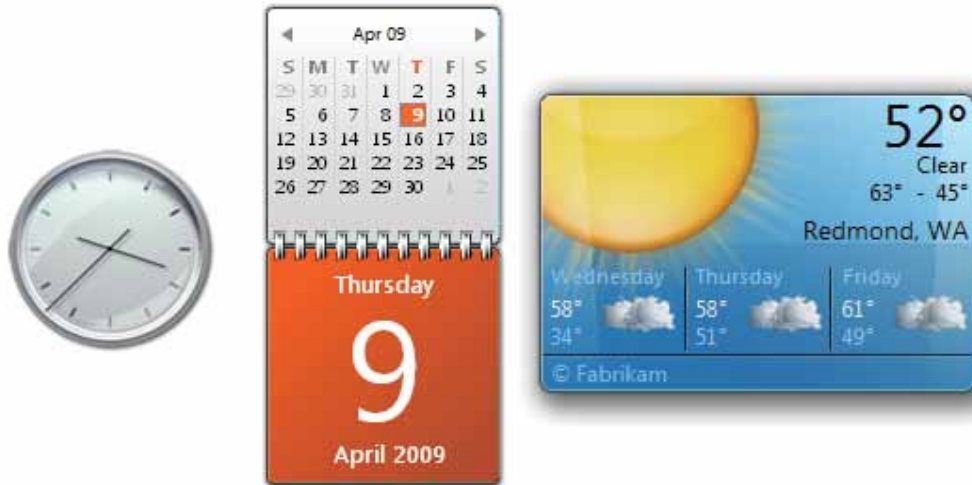 Apr 09
S M T W T F S
29 30 31 1 2 3 4
5 6 7 8 9 10 11
12 13 14 15 16 17 18
19 20 21 22 23 24 25
26 27 28 29 30 1 2
Thursday
9
April 2009
52°
Clear
63° - 45°
Redmond, WA
Wednesday Thursday Friday
58° 58° 61°
34° 51° 49°
© Fabrikam